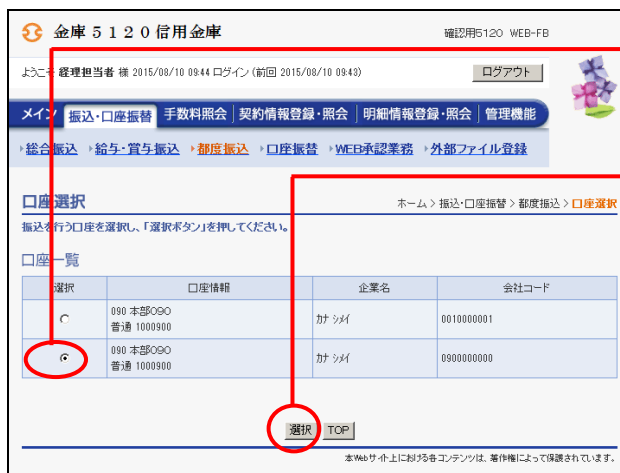 金庫5120信用金庫
確認用5120 WEB-FB
ようこそ 経理担当者 様 2015/08/10 09:44 ログイン (前回 2015/08/10 09:43)
ログアウト
メイン 振込・口座振替 手数料照会 契約情報登録・照会 明細情報登録・照会 管理機能
総合振込 給与・賞与振込 都度振込 口座振替 WEB承認業務 外部ファイル登録
口座選択
ホーム > 振込・口座振替 > 都度振込 > 口座選択
振込を行う口座を選択し、「選択ボタン」を押してください。
口座一覧
選択 口座情報 企業名 会社コード
090 本部○9○
普通 1000900
カナ シメイ 0010000001
090 本部○9○
普通 1000900
カナ シメイ 0900000000
選択 TOP
本Webサイト上における各コンテンツは、著作権によって保護されています。